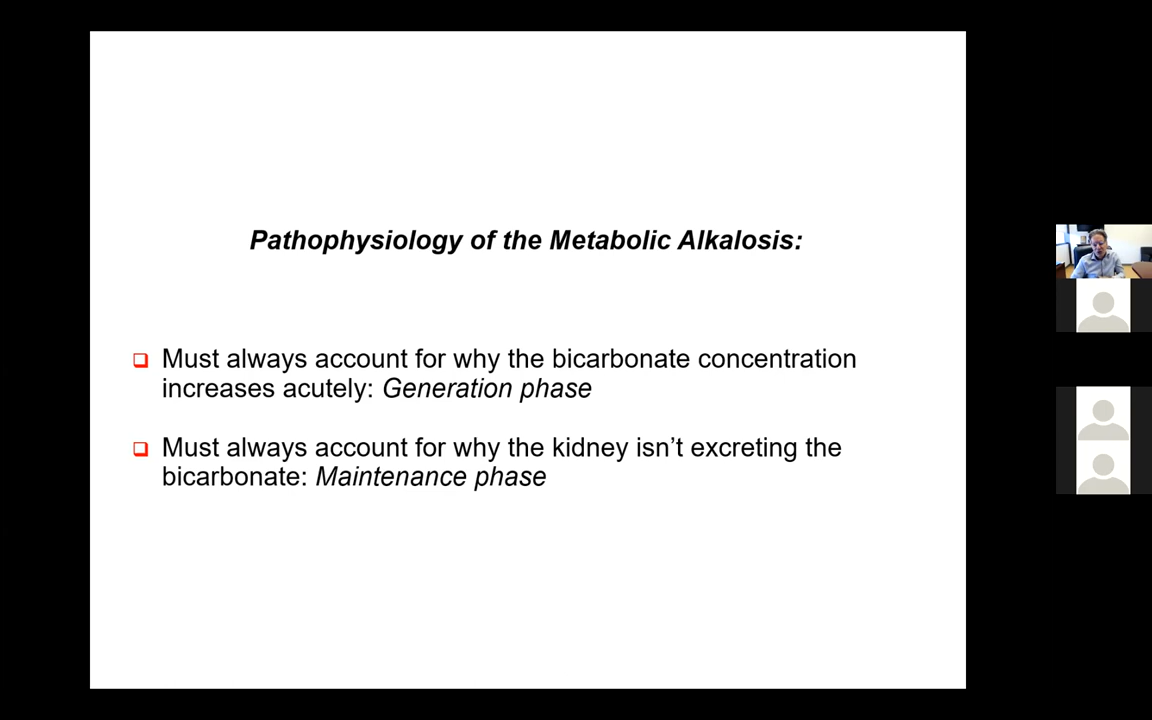 Pathophysiology of the Metabolic Alkalosis:
Must always account for why the bicarbonate concentration
increases acutely: Generation phase
Must always account for why the kidney isn’t excreting the
bicarbonate: Maintenance phase